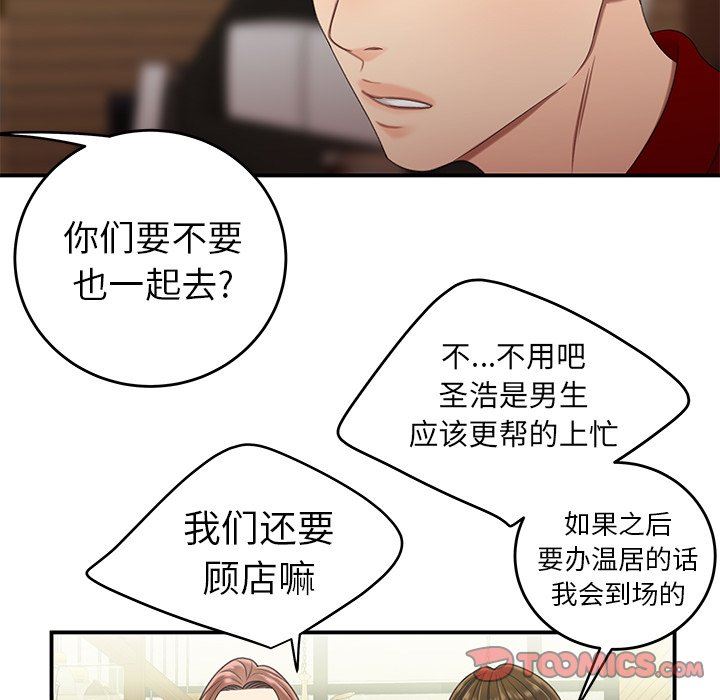 你们要不要
也一起去?
不...不用吧
圣浩是男生
应该更帮的上忙
我们还要
顾店嘛
如果之后
要办温居的话
我会到场的
TOOMICS.COM